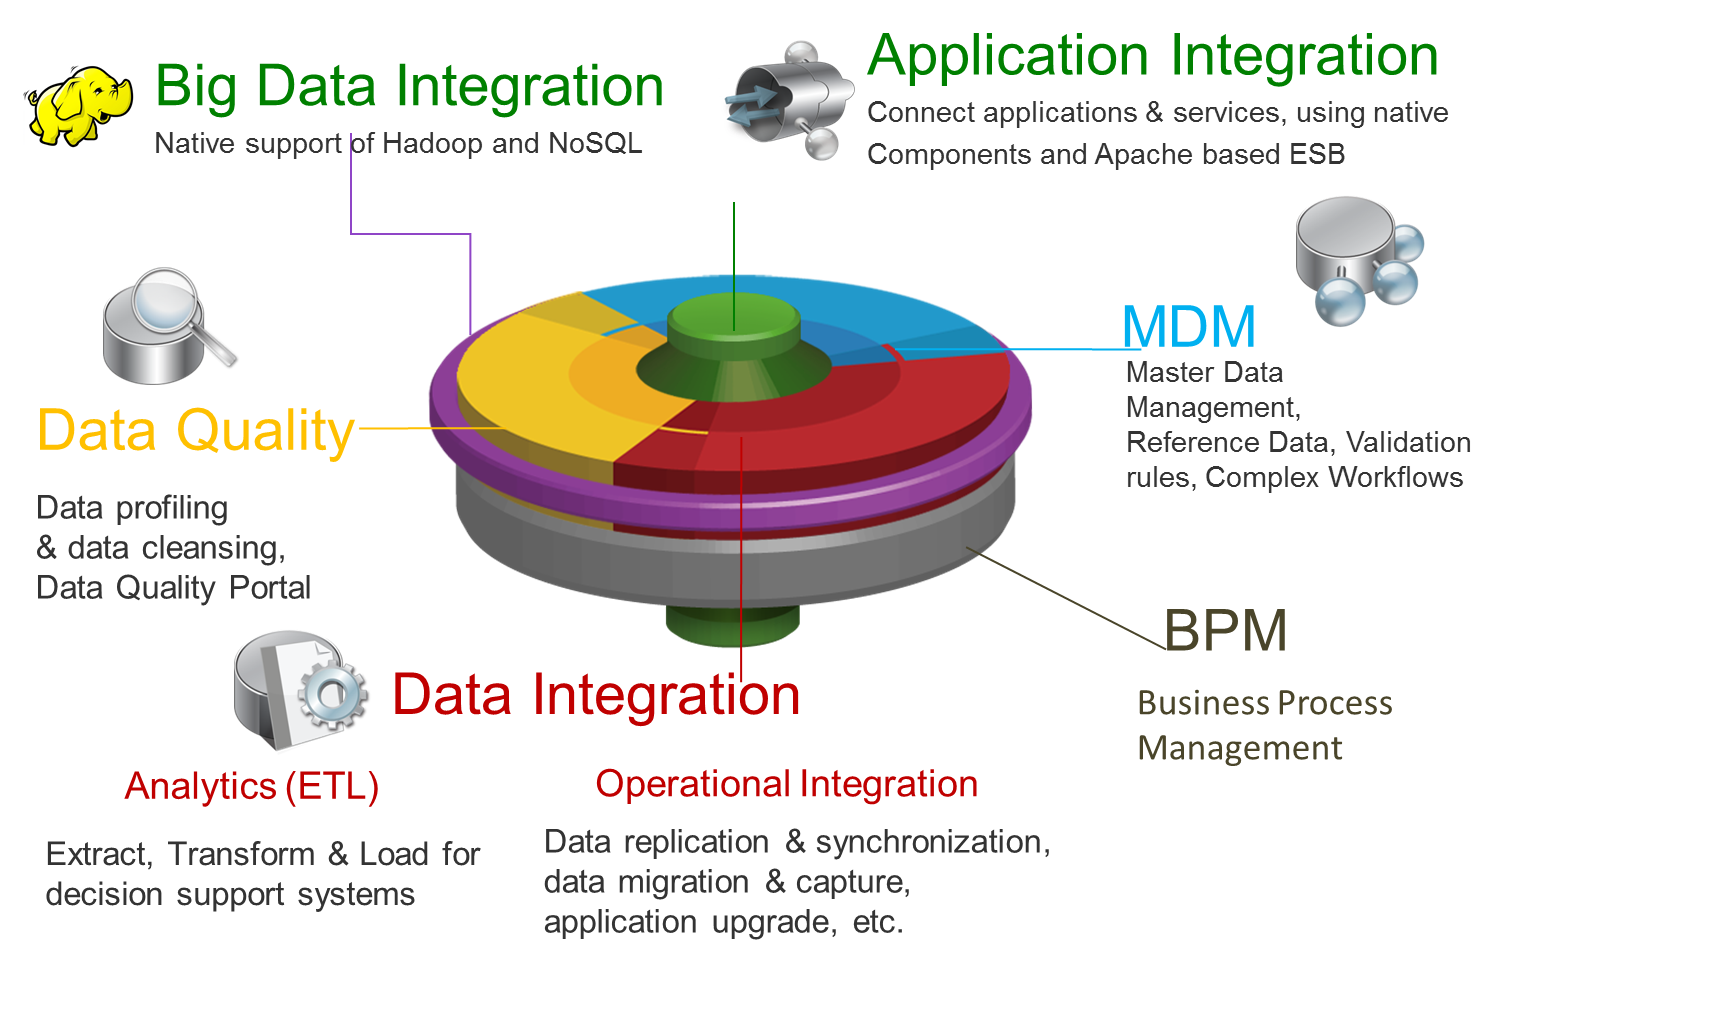 Big Data Integration
Native support of Hadoop and NoSQL
Application Integration
Connect applications & services, using native
Components and Apache based ESB
MDM
Master Data
Management,
Reference Data, Validation
rules, Complex Workflows
Data Quality
Data profiling
& data cleansing,
Data Quality Portal
BPM
Business Process
Management
Data Integration
Analytics (ETL)
Extract, Transform & Load for
decision support systems
Operational Integration
Data replication & synchronization,
data migration & capture,
application upgrade, etc.